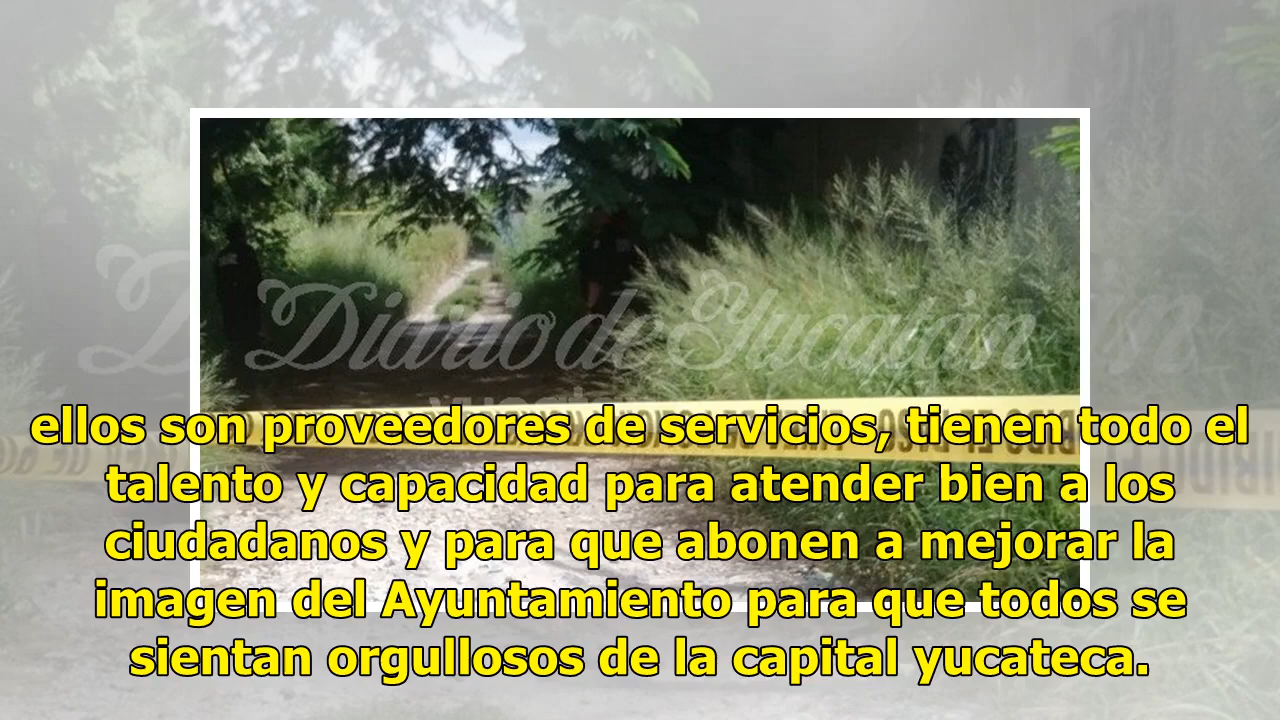 Diario de Yucatán
ellos son proveedores de servicios, tienen todo el
talento y capacidad para atender bien a los
ciudadanos y para que abonen a mejorar la
imagen del Ayuntamiento para que todos se
sientan orgullosos de la capital yucateca.